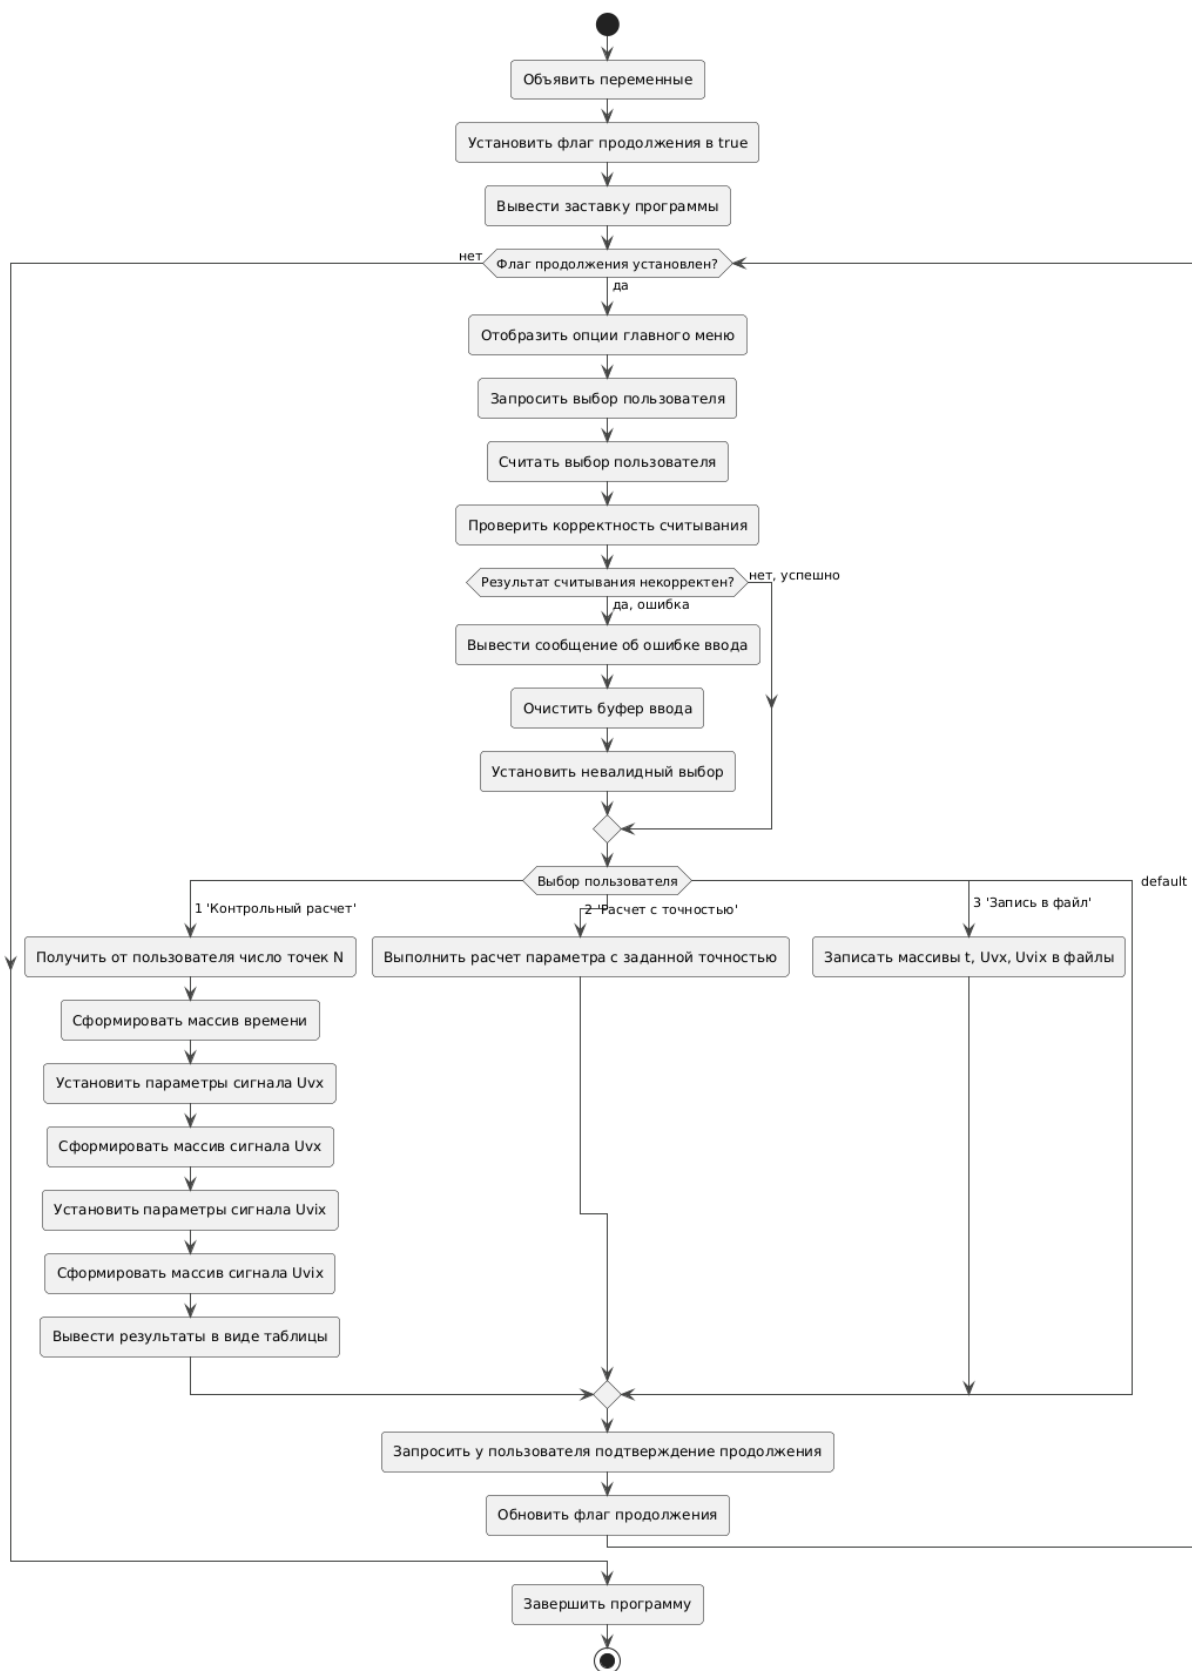 Объявить переменные
Установить флаг продолжения в true
Вывести заставку программы
нет
Флаг продолжения установлен?
да
Отобразить опции главного меню
Запросить выбор пользователя
Считать выбор пользователя
Проверить корректность считывания
Результат считывания некорректен?
нет, успешно
да, ошибка
Вывести сообщение об ошибке ввода
Очистить буфер ввода
Установить невалидный выбор
Выбор пользователя
default
1 'Контрольный расчет'
2 'Расчет с точностью'
3 'Запись в файл'
Получить от пользователя число точек N
Выполнить расчет параметра с заданной точностью
Записать массивы t, Uvx, Uvix в файлы
Сформировать массив времени
Установить параметры сигнала Uvx
Сформировать массив сигнала Uvx
Установить параметры сигнала Uvix
Сформировать массив сигнала Uvix
Вывести результаты в виде таблицы
Запросить у пользователя подтверждение продолжения
Обновить флаг продолжения
Завершить программу